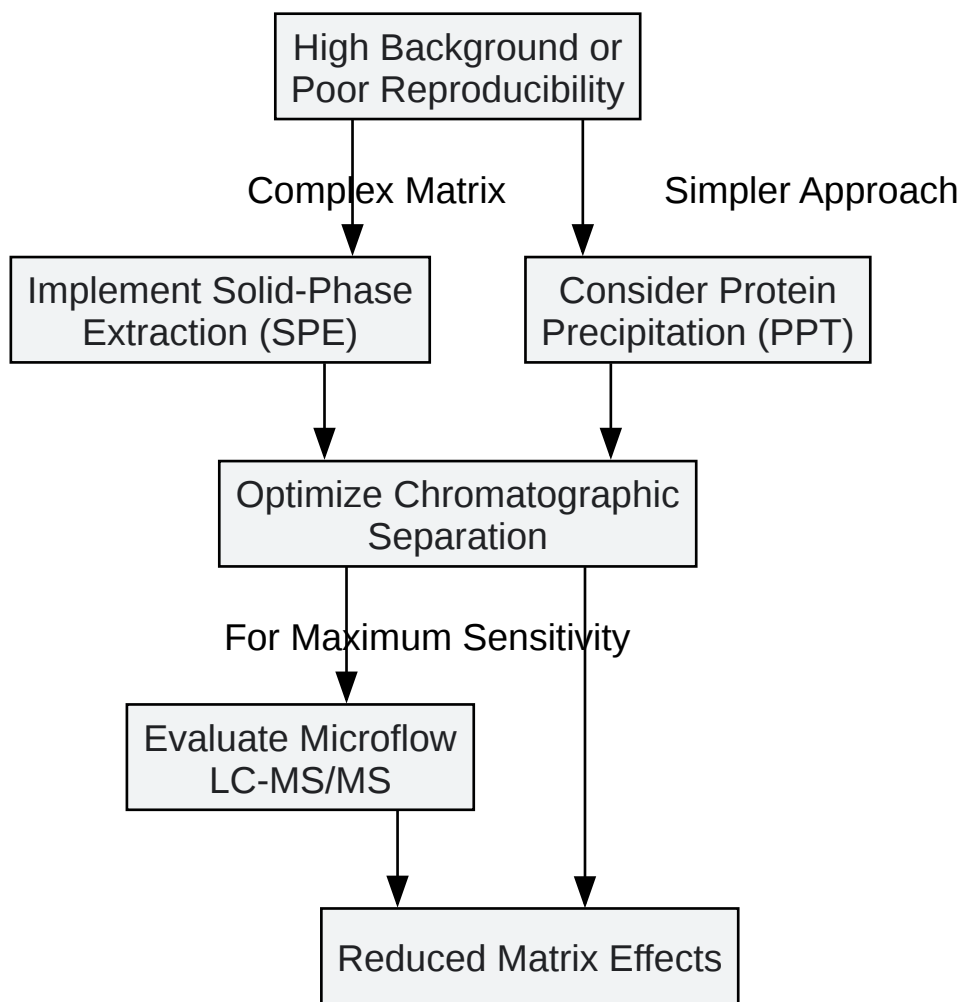 High Background or
Poor Reproducibility
Complex Matrix
Simpler Approach
Implement Solid-Phase
Extraction (SPE)
Consider Protein
Precipitation (PPT)
Optimize Chromatographic
Separation
For Maximum Sensitivity
Evaluate Microflow
LC-MS/MS
Reduced Matrix Effects